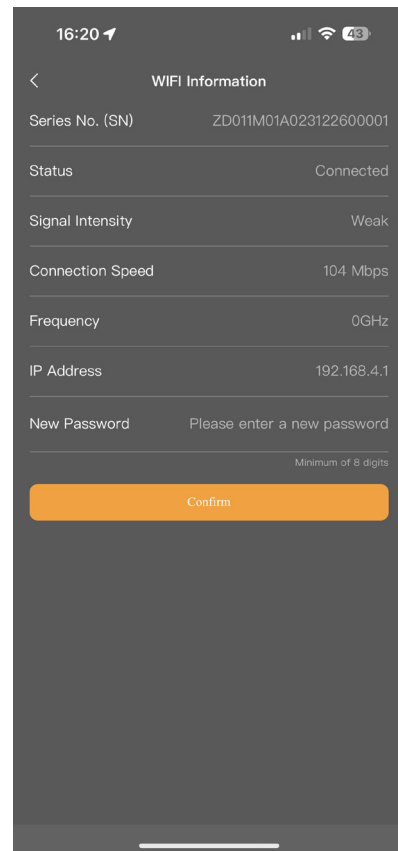 16:20 43
WIFI Information
Series No. (SN) ZD011M01A023122600001
Status Connected
Signal Intensity Weak
Connection Speed 104 Mbps
Frequency 0GHz
IP Address 192.168.4.1
New Password Please enter a new password
Minimum of 8 digits
Confirm